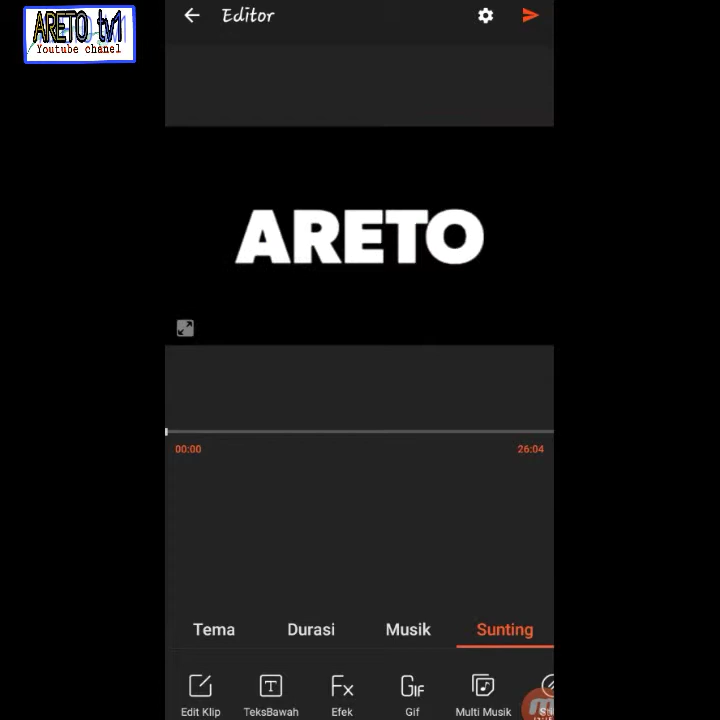 ARETO tv1
Youtube chanel
Editor
ARETO
00:00
26:04
Tema
Durasi
Musik
Sunting
Edit Klip
TeksBawah
Efek
Gif
Multi Musik